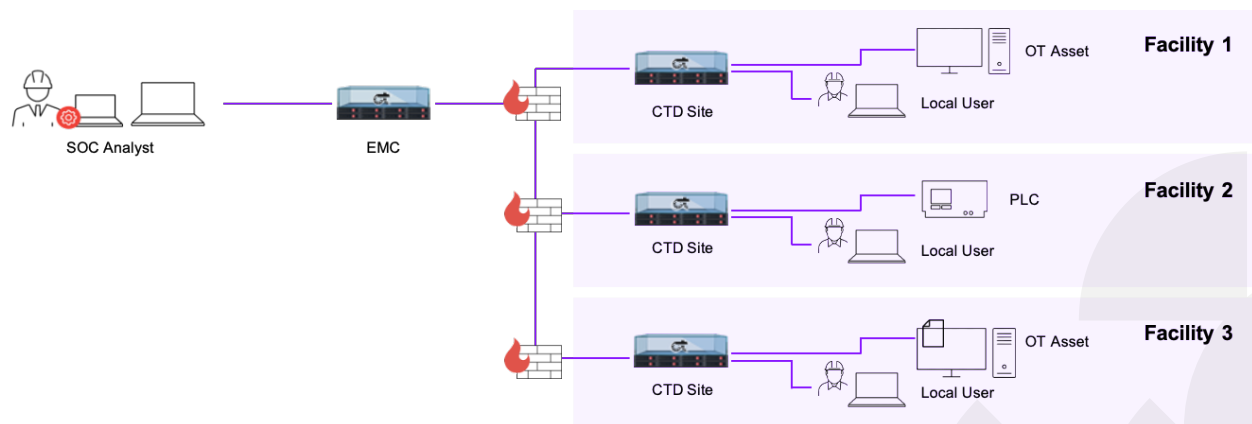 Facility 1
OT Asset
Local User
CTD Site
SOC Analyst
EMC
Facility 2
PLC
CTD Site
Local User
Facility 3
OT Asset
CTD Site
Local User